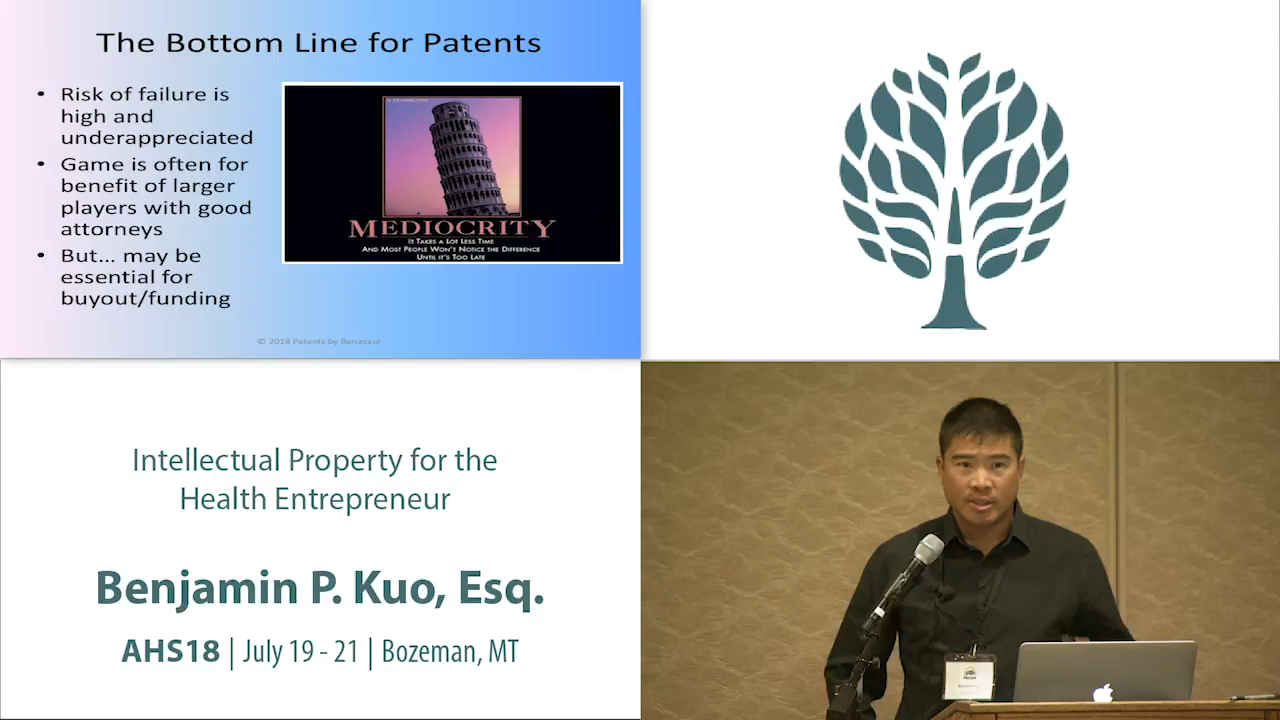 The Bottom Line for Patents
• Risk of failure is
high and
underappreciated
• Game is often for
benefit of larger
players with good
attorneys
• But... may be
essential for
buyout/funding
MEDIOCRITY
IT TAKES A LOT LESS TIME
AND MOST PEOPLE WON'T NOTICE THE DIFFERENCE
UNTIL IT'S TOO LATE
© 2018 Patents by Benasaur
Intellectual Property for the
Health Entrepreneur
Benjamin P. Kuo, Esq.
AHS18 | July 19 - 21 | Bozeman, MT